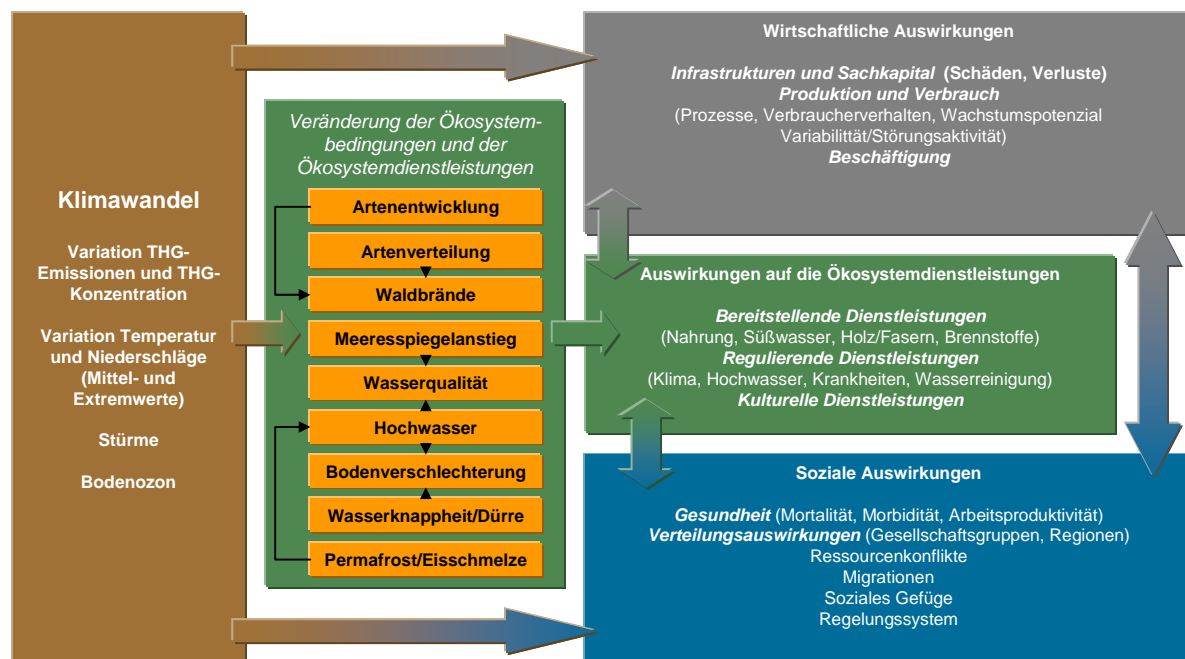 Klimawandel
Variation THG-
Emissionen und THG-
Konzentration
Variation Temperatur
und Niederschläge
(Mittel- und
Extremwerte)
Stürme
Bodenozon
Veränderung der Ökosystem-
bedingungen und der
Ökosystemdienstleistungen
Artenentwicklung
Artenverteilung
Waldbrände
Meeresspiegelanstieg
Wasserqualität
Hochwasser
Bodenverschlechterung
Wasserknappheit/Dürre
Permafrost/Eisschmelze
Wirtschaftliche Auswirkungen
Infrastrukturen und Sachkapital (Schäden, Verluste)
Produktion und Verbrauch
(Prozesse, Verbraucherverhalten, Wachstumspotenzial
Variabilittät/Störungsaktivität)
Beschäftigung
Auswirkungen auf die Ökosystemdienstleistungen
Bereitstellende Dienstleistungen
(Nahrung, Süßwasser, Holz/Fasern, Brennstoffe)
Regulierende Dienstleistungen
(Klima, Hochwasser, Krankheiten, Wasserreinigung)
Kulturelle Dienstleistungen
Soziale Auswirkungen
Gesundheit (Mortalität, Morbidität, Arbeitsproduktivität)
Verteilungsauswirkungen (Gesellschaftsgruppen, Regionen)
Ressourcenkonflikte
Migrationen
Soziales Gefüge
Regelungssystem